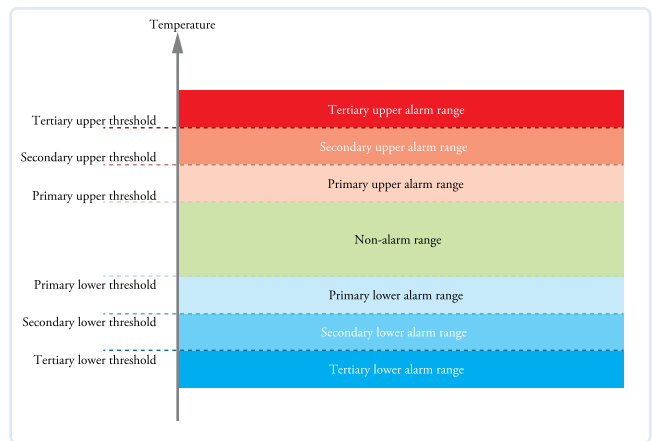 Temperature
Tertiary upper alarm range
Tertiary upper threshold
Secondary upper alarm range
Secondary upper threshold
Primary upper alarm range
Primary upper threshold
Non-alarm range
Primary lower threshold
Primary lower alarm range
Secondary lower threshold
Secondary lower alarm range
Tertiary lower threshold
Tertiary lower alarm range